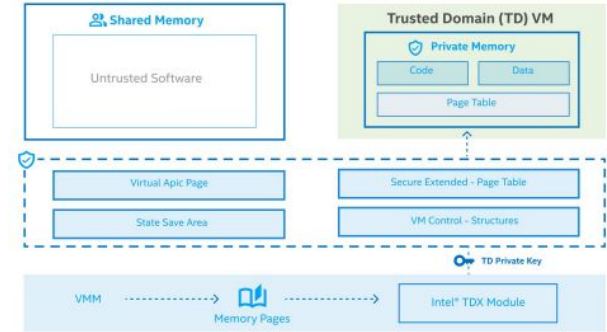 Shared Memory
Untrusted Software
Trusted Domain (TD) VM
Private Memory
Code
Data
Page Table
Virtual Apic Page
Secure Extended - Page Table
State Save Area
VM Control - Structures
TD Private Key
VMM
Memory Pages
Intel® TDX Module